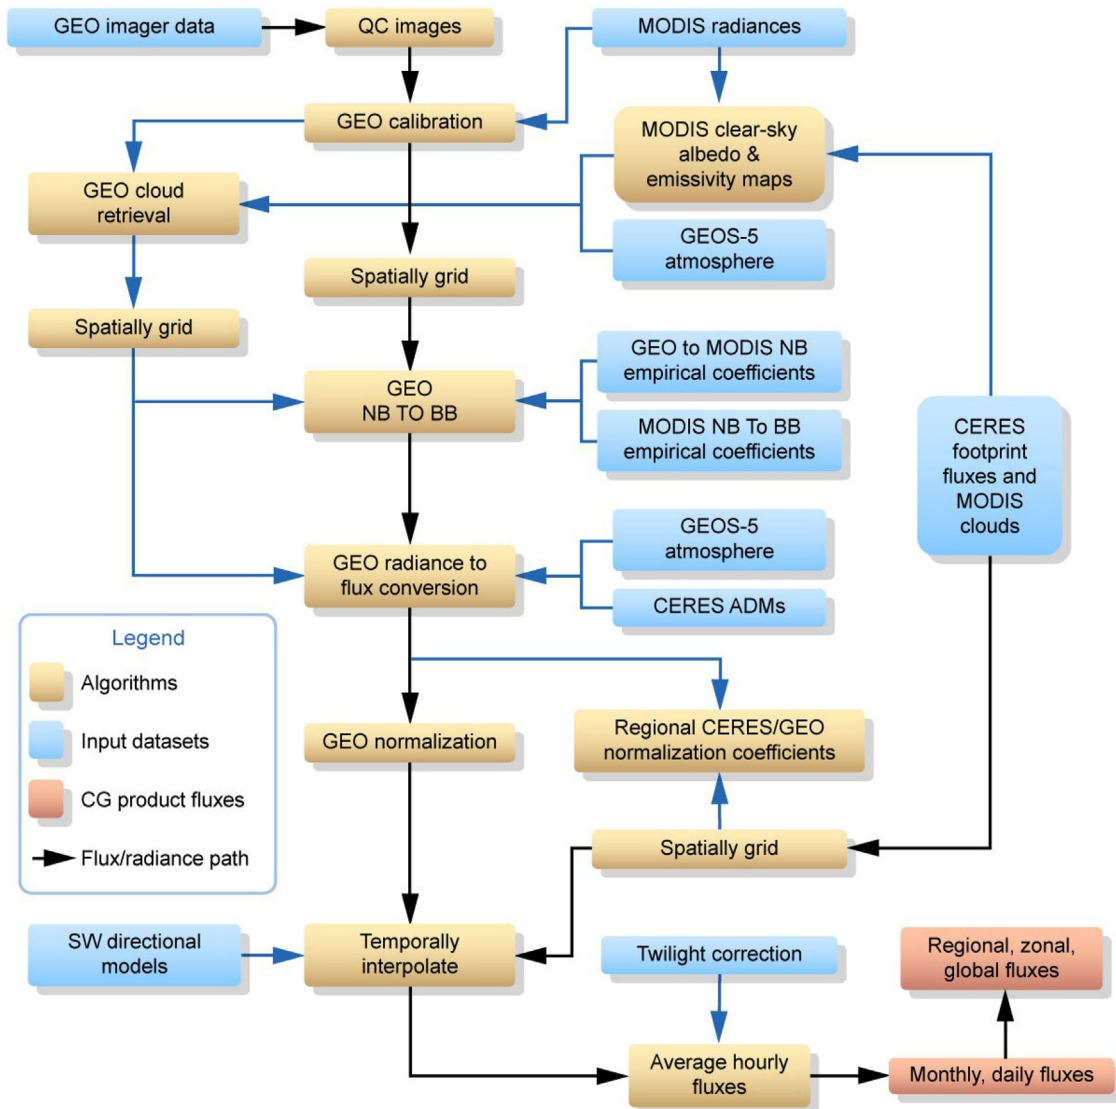 GEO imager data
QC images
MODIS radiances
GEO calibration
MODIS clear-sky
albedo &
emissivity maps
GEO cloud
retrieval
GEOS-5
atmosphere
Spatially grid
Spatially grid
GEO to MODIS NB
empirical coefficients
GEO
NB TO BB
MODIS NB To BB
empirical coefficients
CERES
footprint
fluxes and
MODIS
clouds
GEOS-5
atmosphere
GEO radiance to
flux conversion
CERES ADMs
Legend
Algorithms
Input datasets
CG product fluxes
Flux/radiance path
GEO normalization
Regional CERES/GEO
normalization coefficients
Spatially grid
SW directional
models
Temporally
interpolate
Twilight correction
Regional, zonal,
global fluxes
Average hourly
fluxes
Monthly, daily fluxes